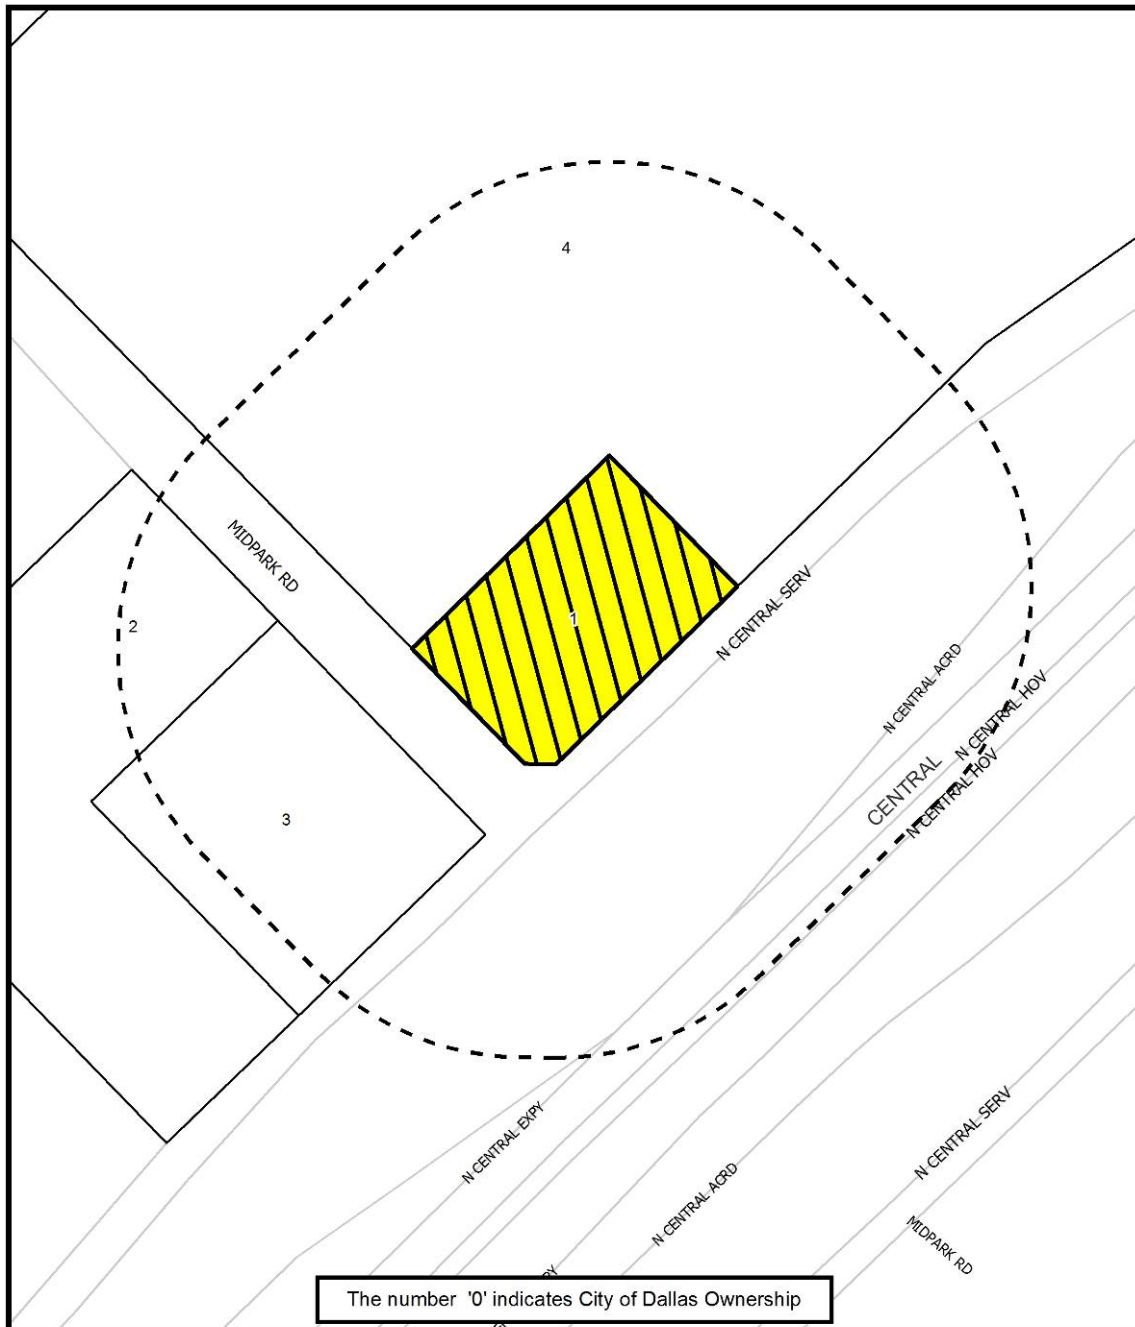 4
MIDPARK RD
2
1
N CENTRAL SERV
N CENTRAL ACRD
N CENTRAL HOV
CENTRAL
N CENTRAL HOV
3
N CENTRAL EXPY
N CENTRAL ACRD
N CENTRAL SERV
MIDPARK RD
The number '0' indicates City of Dallas Ownership